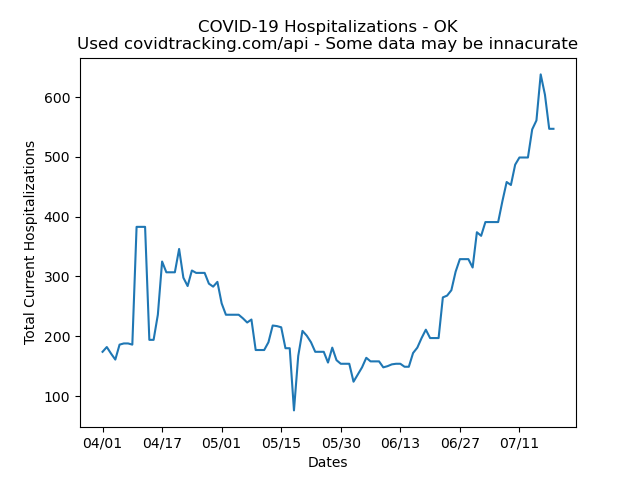 COVID-19 Hospitalizations - OK
Used covidtracking.com/api - Some data may be innacurate
Total Current Hospitalizations
600
500
400
300
200
100
04/01 04/17 05/01 05/15 05/30 06/13 06/27 07/11
Dates